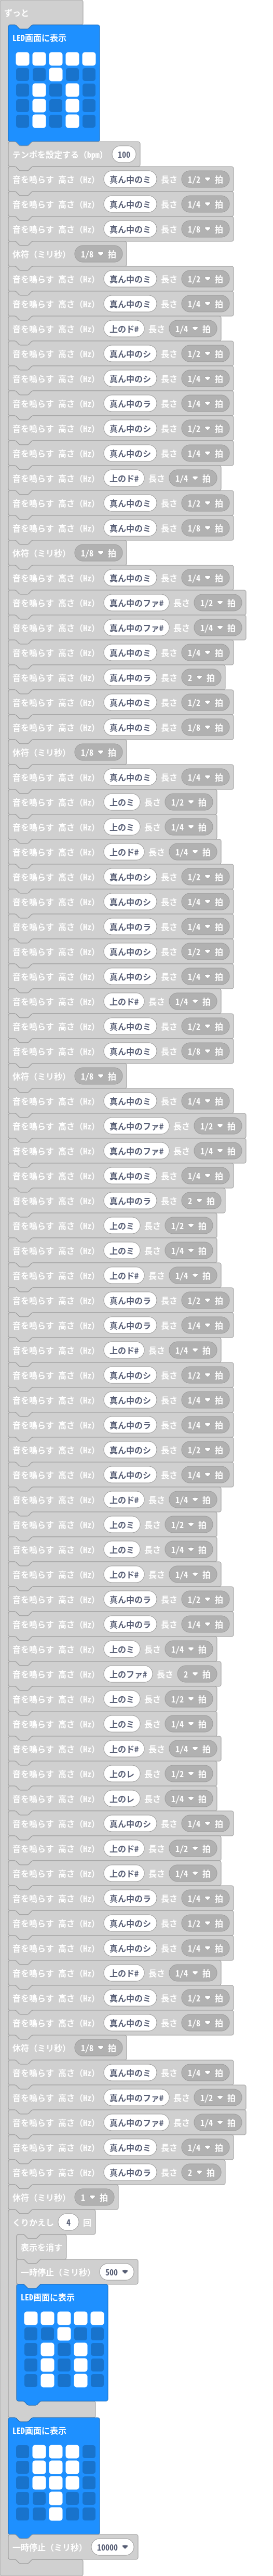 ずっと
LED画面に表示
テンポを設定する（bpm） 100
音を鳴らす 高さ（Hz） 真ん中のミ 長さ 1/2 拍
音を鳴らす 高さ（Hz） 真ん中のミ 長さ 1/4 拍
音を鳴らす 高さ（Hz） 真ん中のミ 長さ 1/8 拍
休符（ミリ秒） 1/8 拍
音を鳴らす 高さ（Hz） 真ん中のミ 長さ 1/2 拍
音を鳴らす 高さ（Hz） 真ん中のミ 長さ 1/4 拍
音を鳴らす 高さ（Hz） 上のド# 長さ 1/4 拍
音を鳴らす 高さ（Hz） 真ん中のシ 長さ 1/2 拍
音を鳴らす 高さ（Hz） 真ん中のシ 長さ 1/4 拍
音を鳴らす 高さ（Hz） 真ん中のラ 長さ 1/4 拍
音を鳴らす 高さ（Hz） 真ん中のシ 長さ 1/2 拍
音を鳴らす 高さ（Hz） 真ん中のシ 長さ 1/4 拍
音を鳴らす 高さ（Hz） 上のド# 長さ 1/4 拍
音を鳴らす 高さ（Hz） 真ん中のミ 長さ 1/2 拍
音を鳴らす 高さ（Hz） 真ん中のミ 長さ 1/8 拍
休符（ミリ秒） 1/8 拍
音を鳴らす 高さ（Hz） 真ん中のミ 長さ 1/4 拍
音を鳴らす 高さ（Hz） 真ん中のファ# 長さ 1/2 拍
音を鳴らす 高さ（Hz） 真ん中のファ# 長さ 1/4 拍
音を鳴らす 高さ（Hz） 真ん中のミ 長さ 1/4 拍
音を鳴らす 高さ（Hz） 真ん中のラ 長さ 2 拍
音を鳴らす 高さ（Hz） 真ん中のミ 長さ 1/2 拍
音を鳴らす 高さ（Hz） 真ん中のミ 長さ 1/8 拍
休符（ミリ秒） 1/8 拍
音を鳴らす 高さ（Hz） 真ん中のミ 長さ 1/4 拍
音を鳴らす 高さ（Hz） 上のミ 長さ 1/2 拍
音を鳴らす 高さ（Hz） 上のミ 長さ 1/4 拍
音を鳴らす 高さ（Hz） 上のド# 長さ 1/4 拍
音を鳴らす 高さ（Hz） 真ん中のシ 長さ 1/2 拍
音を鳴らす 高さ（Hz） 真ん中のシ 長さ 1/4 拍
音を鳴らす 高さ（Hz） 真ん中のラ 長さ 1/4 拍
音を鳴らす 高さ（Hz） 真ん中のシ 長さ 1/2 拍
音を鳴らす 高さ（Hz） 真ん中のシ 長さ 1/4 拍
音を鳴らす 高さ（Hz） 上のド# 長さ 1/4 拍
音を鳴らす 高さ（Hz） 真ん中のミ 長さ 1/2 拍
音を鳴らす 高さ（Hz） 真ん中のミ 長さ 1/8 拍
休符（ミリ秒） 1/8 拍
音を鳴らす 高さ（Hz） 真ん中のミ 長さ 1/4 拍
音を鳴らす 高さ（Hz） 真ん中のファ# 長さ 1/2 拍
音を鳴らす 高さ（Hz） 真ん中のファ# 長さ 1/4 拍
音を鳴らす 高さ（Hz） 真ん中のミ 長さ 1/4 拍
音を鳴らす 高さ（Hz） 真ん中のラ 長さ 2 拍
音を鳴らす 高さ（Hz） 上のミ 長さ 1/2 拍
音を鳴らす 高さ（Hz） 上のミ 長さ 1/4 拍
音を鳴らす 高さ（Hz） 上のド# 長さ 1/4 拍
音を鳴らす 高さ（Hz） 真ん中のラ 長さ 1/2 拍
音を鳴らす 高さ（Hz） 真ん中のラ 長さ 1/4 拍
音を鳴らす 高さ（Hz） 上のド# 長さ 1/4 拍
音を鳴らす 高さ（Hz） 真ん中のシ 長さ 1/2 拍
音を鳴らす 高さ（Hz） 真ん中のシ 長さ 1/4 拍
音を鳴らす 高さ（Hz） 真ん中のラ 長さ 1/4 拍
音を鳴らす 高さ（Hz） 真ん中のシ 長さ 1/2 拍
音を鳴らす 高さ（Hz） 真ん中のシ 長さ 1/4 拍
音を鳴らす 高さ（Hz） 上のド# 長さ 1/4 拍
音を鳴らす 高さ（Hz） 上のミ 長さ 1/2 拍
音を鳴らす 高さ（Hz） 上のミ 長さ 1/4 拍
音を鳴らす 高さ（Hz） 上のド# 長さ 1/4 拍
音を鳴らす 高さ（Hz） 真ん中のラ 長さ 1/2 拍
音を鳴らす 高さ（Hz） 真ん中のラ 長さ 1/4 拍
音を鳴らす 高さ（Hz） 上のミ 長さ 1/4 拍
音を鳴らす 高さ（Hz） 上のファ# 長さ 2 拍
音を鳴らす 高さ（Hz） 上のミ 長さ 1/2 拍
音を鳴らす 高さ（Hz） 上のミ 長さ 1/4 拍
音を鳴らす 高さ（Hz） 上のド# 長さ 1/4 拍
音を鳴らす 高さ（Hz） 上のレ 長さ 1/2 拍
音を鳴らす 高さ（Hz） 上のレ 長さ 1/4 拍
音を鳴らす 高さ（Hz） 真ん中のシ 長さ 1/4 拍
音を鳴らす 高さ（Hz） 上のド# 長さ 1/2 拍
音を鳴らす 高さ（Hz） 上のド# 長さ 1/4 拍
音を鳴らす 高さ（Hz） 真ん中のラ 長さ 1/4 拍
音を鳴らす 高さ（Hz） 真ん中のシ 長さ 1/2 拍
音を鳴らす 高さ（Hz） 真ん中のシ 長さ 1/4 拍
音を鳴らす 高さ（Hz） 上のド# 長さ 1/4 拍
音を鳴らす 高さ（Hz） 真ん中のミ 長さ 1/2 拍
音を鳴らす 高さ（Hz） 真ん中のミ 長さ 1/8 拍
休符（ミリ秒） 1/8 拍
音を鳴らす 高さ（Hz） 真ん中のミ 長さ 1/4 拍
音を鳴らす 高さ（Hz） 真ん中のファ# 長さ 1/2 拍
音を鳴らす 高さ（Hz） 真ん中のファ# 長さ 1/4 拍
音を鳴らす 高さ（Hz） 真ん中のミ 長さ 1/4 拍
音を鳴らす 高さ（Hz） 真ん中のラ 長さ 2 拍
休符（ミリ秒） 1 拍
くりかえし 4 回
表示を消す
一時停止（ミリ秒） 500
LED画面に表示
LED画面に表示
一時停止（ミリ秒） 10000